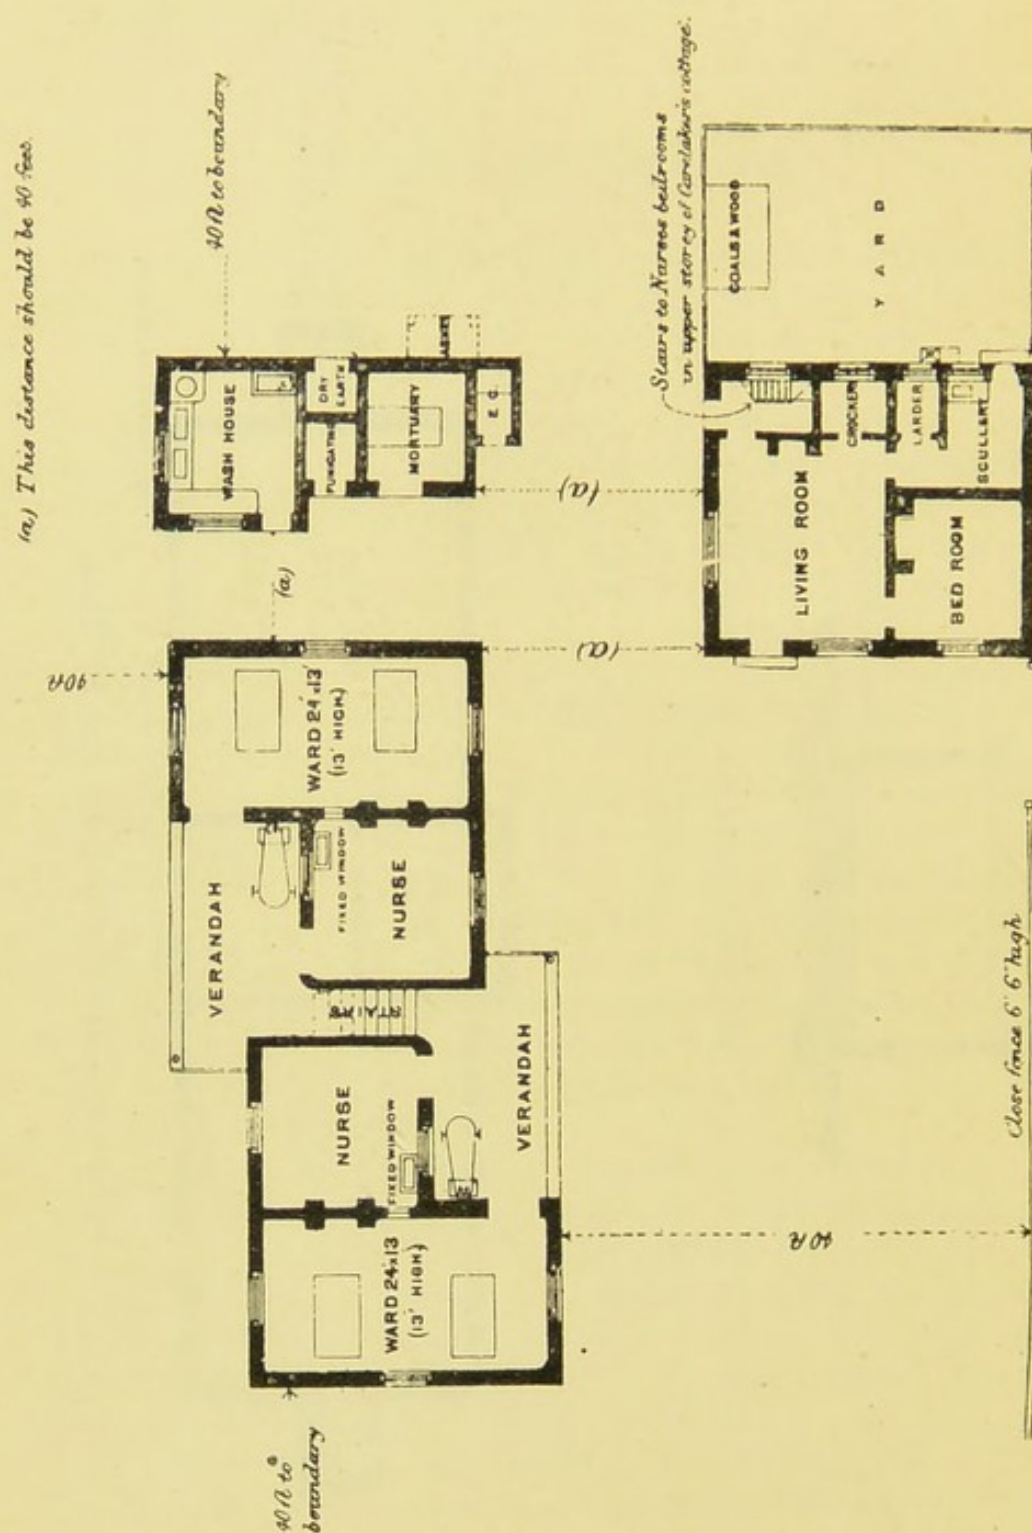 (a) This distance should be 40 feet.
40 ft to boundary
WASH HOUSE
DRY EARTH
FUMIGATING
MORTUARY
ASHES
E. C.
(a)
(a)
(a)
Stairs to Nurses bedrooms
in upper storey of Caretaker's cottage.
COALS & WOOD
YARD
CROCKERY
LARDER
SCULLERY
LIVING ROOM
BED ROOM
40 ft
WARD 24'x13'
(13' HIGH)
VERANDAH
FIXED WINDOW
NURSE
STAIRS
NURSE
FIXED WINDOW
VERANDAH
WARD 24'x13
(13' HIGH)
40 ft
Close fence 6' 6" high
40 ft to
boundary